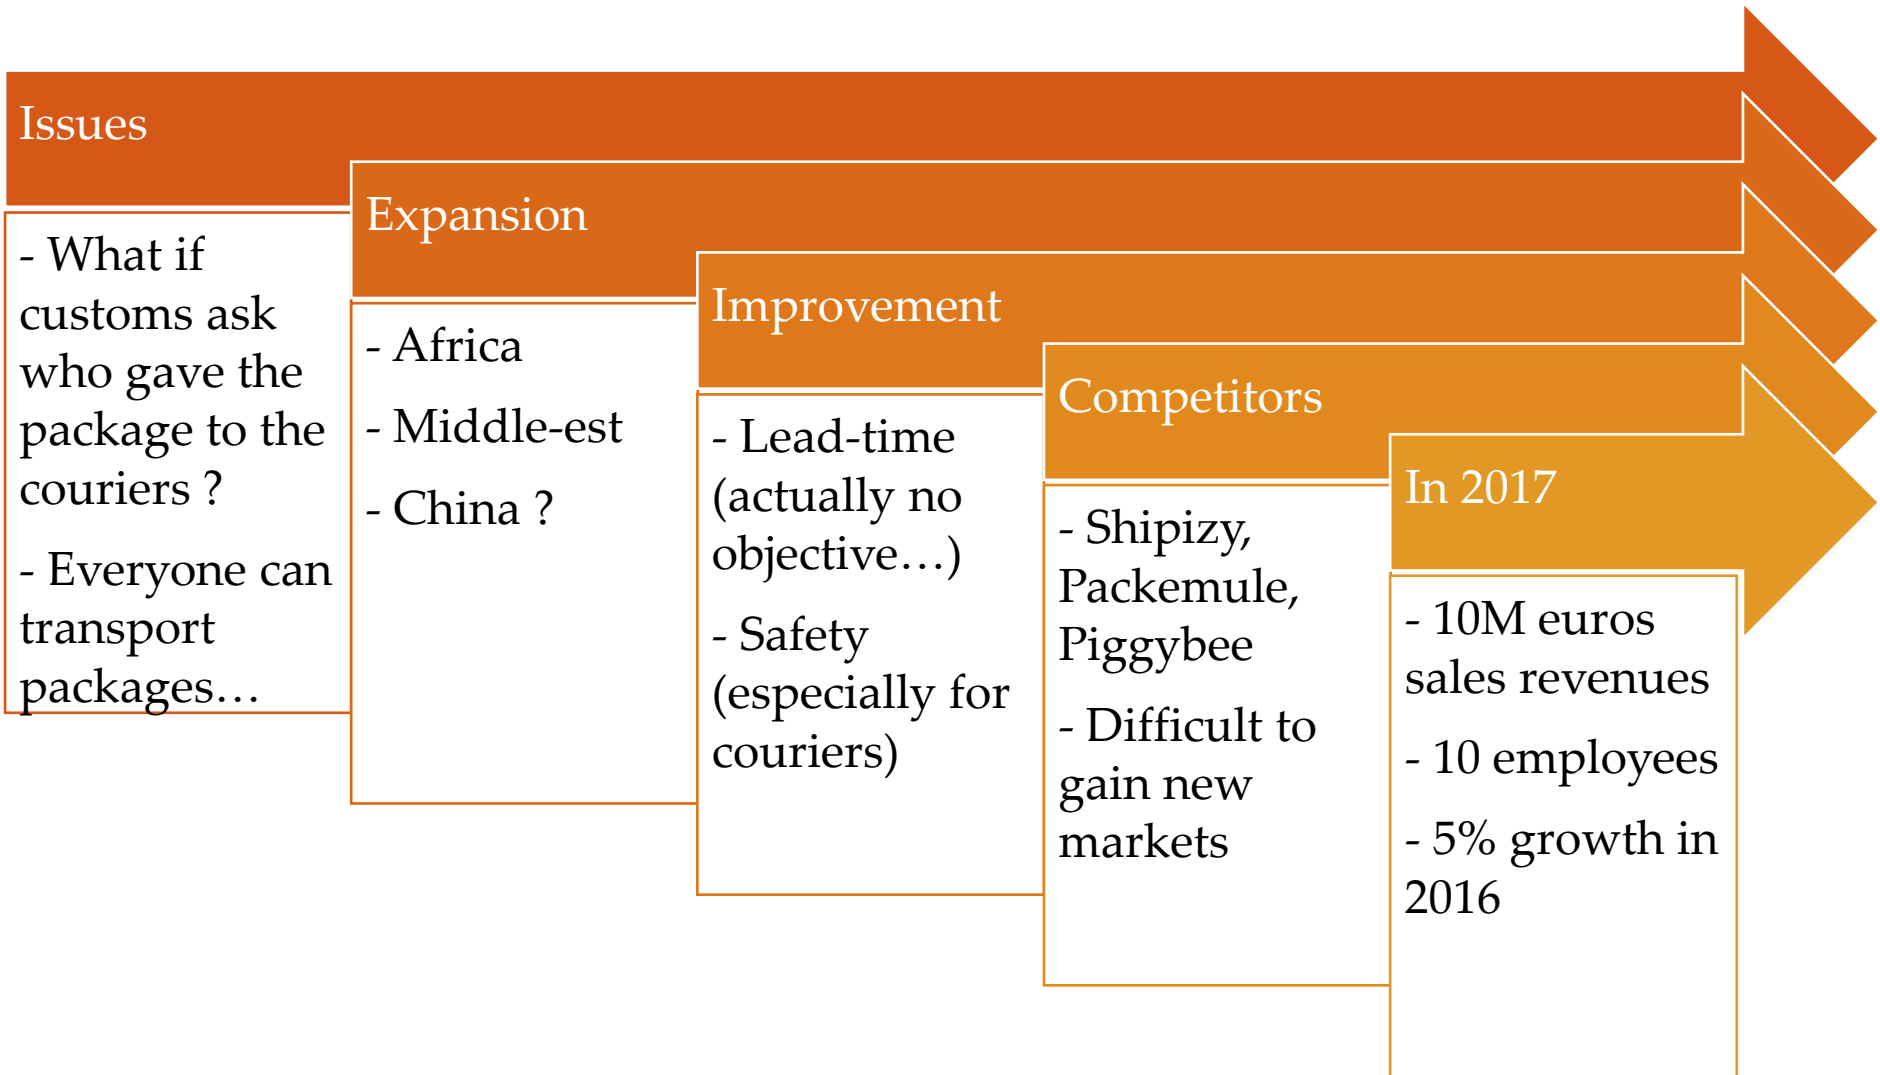 Issues
- What if
customs ask
who gave the
package to the
couriers ?
- Everyone can
transport
packages…
Expansion
- Africa
- Middle-est
- China ?
Improvement
- Lead-time
(actually no
objective…)
- Safety
(especially for
couriers)
Competitors
- Shipizy,
Packemule,
Piggybee
- Difficult to
gain new
markets
In 2017
- 10M euros
sales revenues
- 10 employees
- 5% growth in
2016